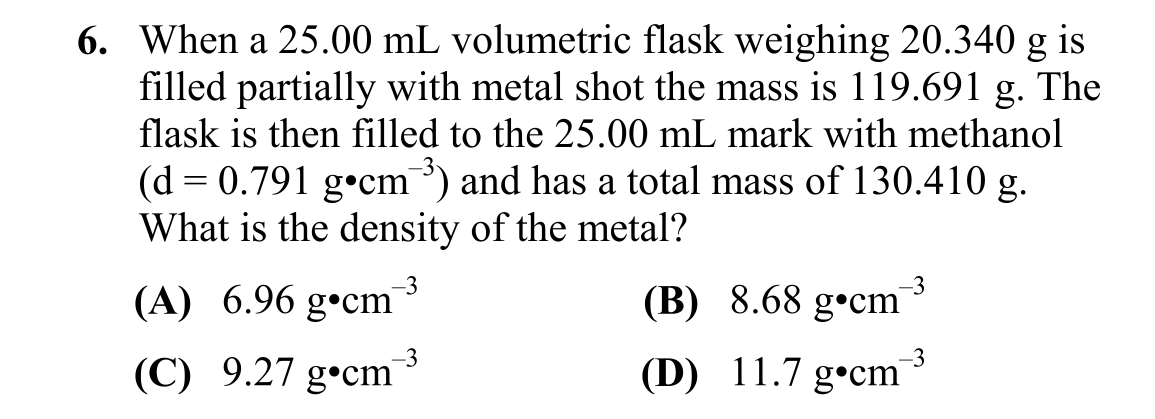 6. When a 25.00 mL volumetric flask weighing 20.340 g is
filled partially with metal shot the mass is 119.691 g. The
flask is then filled to the 25.00 mL mark with methanol
(d = 0.791 g•cm⁻³) and has a total mass of 130.410 g.
What is the density of the metal?
(A) 6.96 g•cm⁻³ (B) 8.68 g•cm⁻³
(C) 9.27 g•cm⁻³ (D) 11.7 g•cm⁻³